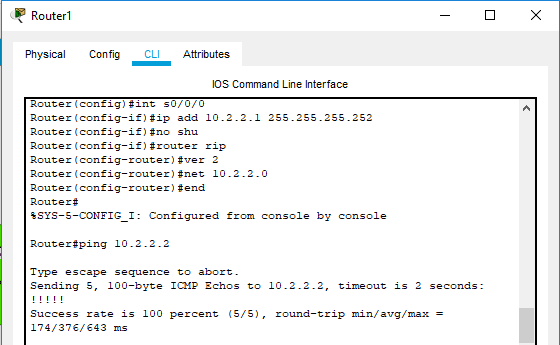 Router1
Physical Config CLI Attributes
IOS Command Line Interface
Router(config)#int s0/0/0
Router(config-if)#ip add 10.2.2.1 255.255.255.252
Router(config-if)#no shu
Router(config-if)#router rip
Router(config-router)#ver 2
Router(config-router)#net 10.2.2.0
Router(config-router)#end
Router#
%SYS-5-CONFIG_I: Configured from console by console
Router#ping 10.2.2.2
Type escape sequence to abort.
Sending 5, 100-byte ICMP Echos to 10.2.2.2, timeout is 2 seconds:
!!!!!
Success rate is 100 percent (5/5), round-trip min/avg/max =
174/376/643 ms